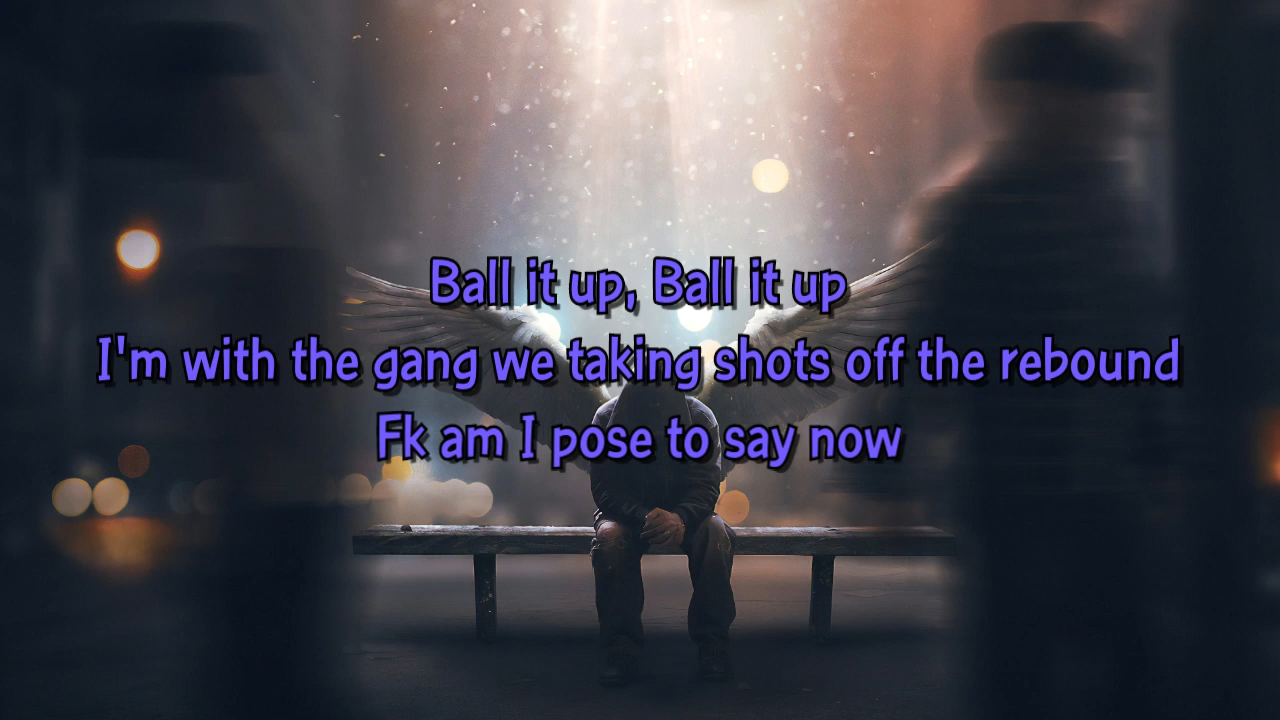 Ball it up, Ball it up
I'm with the gang we taking shots off the rebound
Fk am I pose to say now